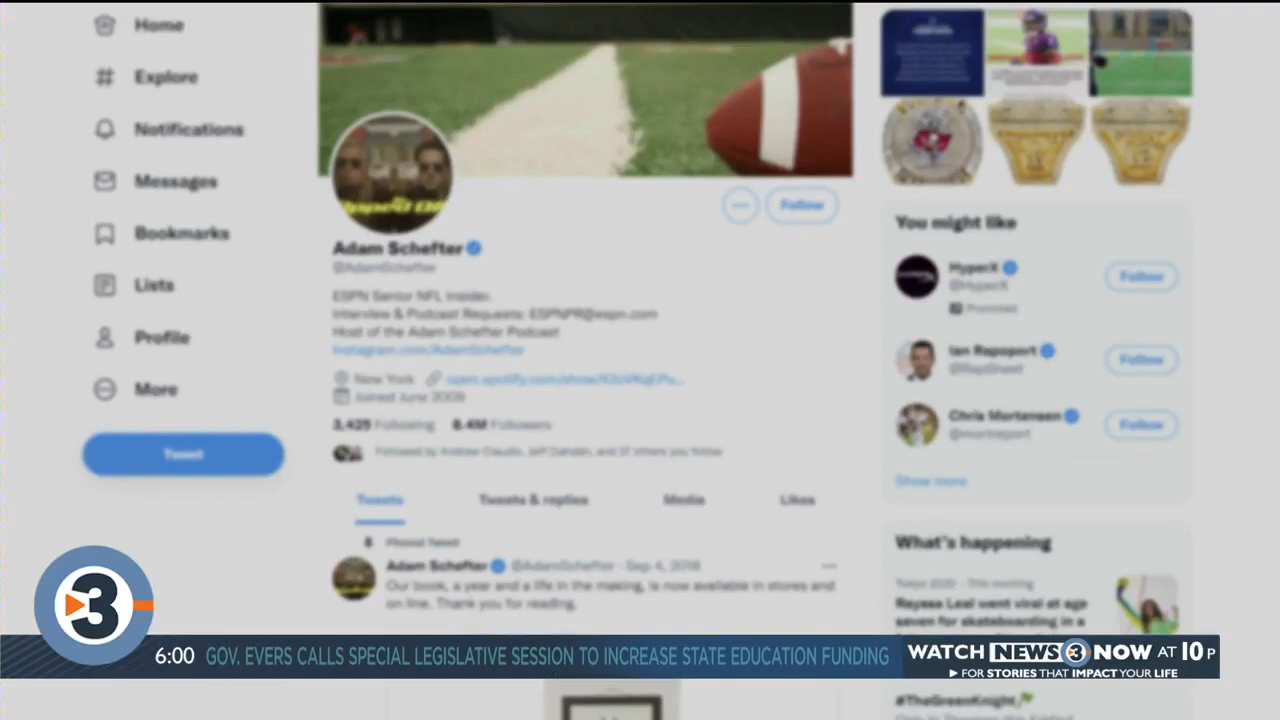 Home
Explore
Notifications
Messages
Bookmarks
Lists
Profile
More
Tweet
Follow
Adam Schefter
@AdamSchefter
ESPN Senior NFL Insider.
Interview & Podcast Requests: ESPNPR@espn.com
Host of the Adam Schefter Podcast
Instagram.com/AdamSchefter
New York
Joined June 2009
3,425 Following 8.4M Followers
Tweets Tweets & replies Media Likes
Pinned Tweet
Adam Schefter @AdamSchefter · Sep 4, 2018
Our book, a year and a life in the making, is now available in stores and
on line. Thank you for reading.
You might like
HyperX
@HyperX
Promoted
Follow
Ian Rapoport
@RapSheet
Follow
Chris Mortensen
@mortreport
Follow
Show more
What's happening
Tokyo 2020 · This morning
Rayssa Leal went viral at age
seven for skateboarding in a
#TheGreenKnight
3
6:00 GOV. EVERS CALLS SPECIAL LEGISLATIVE SESSION TO INCREASE STATE EDUCATION FUNDING
WATCH NEWS 3 NOW AT 10 P
FOR STORIES THAT IMPACT YOUR LIFE